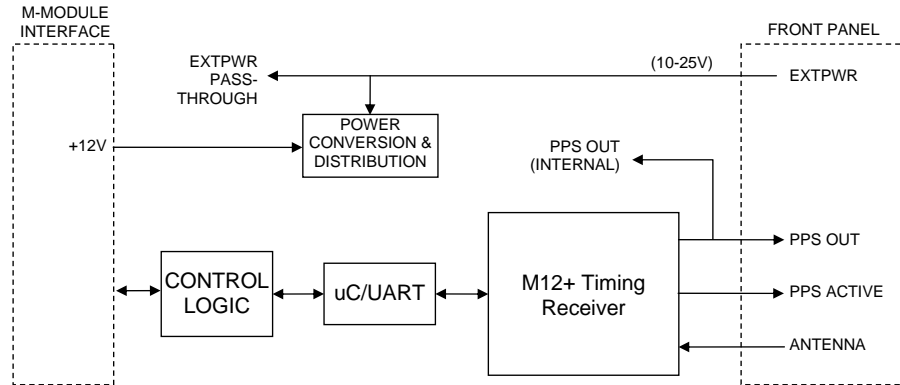 M-MODULE
INTERFACE
FRONT PANEL
EXTPWR
PASS-
THROUGH
(10-25V)
EXTPWR
+12V
POWER
CONVERSION &
DISTRIBUTION
PPS OUT
(INTERNAL)
PPS OUT
CONTROL
LOGIC
uC/UART
M12+ Timing
Receiver
PPS ACTIVE
ANTENNA